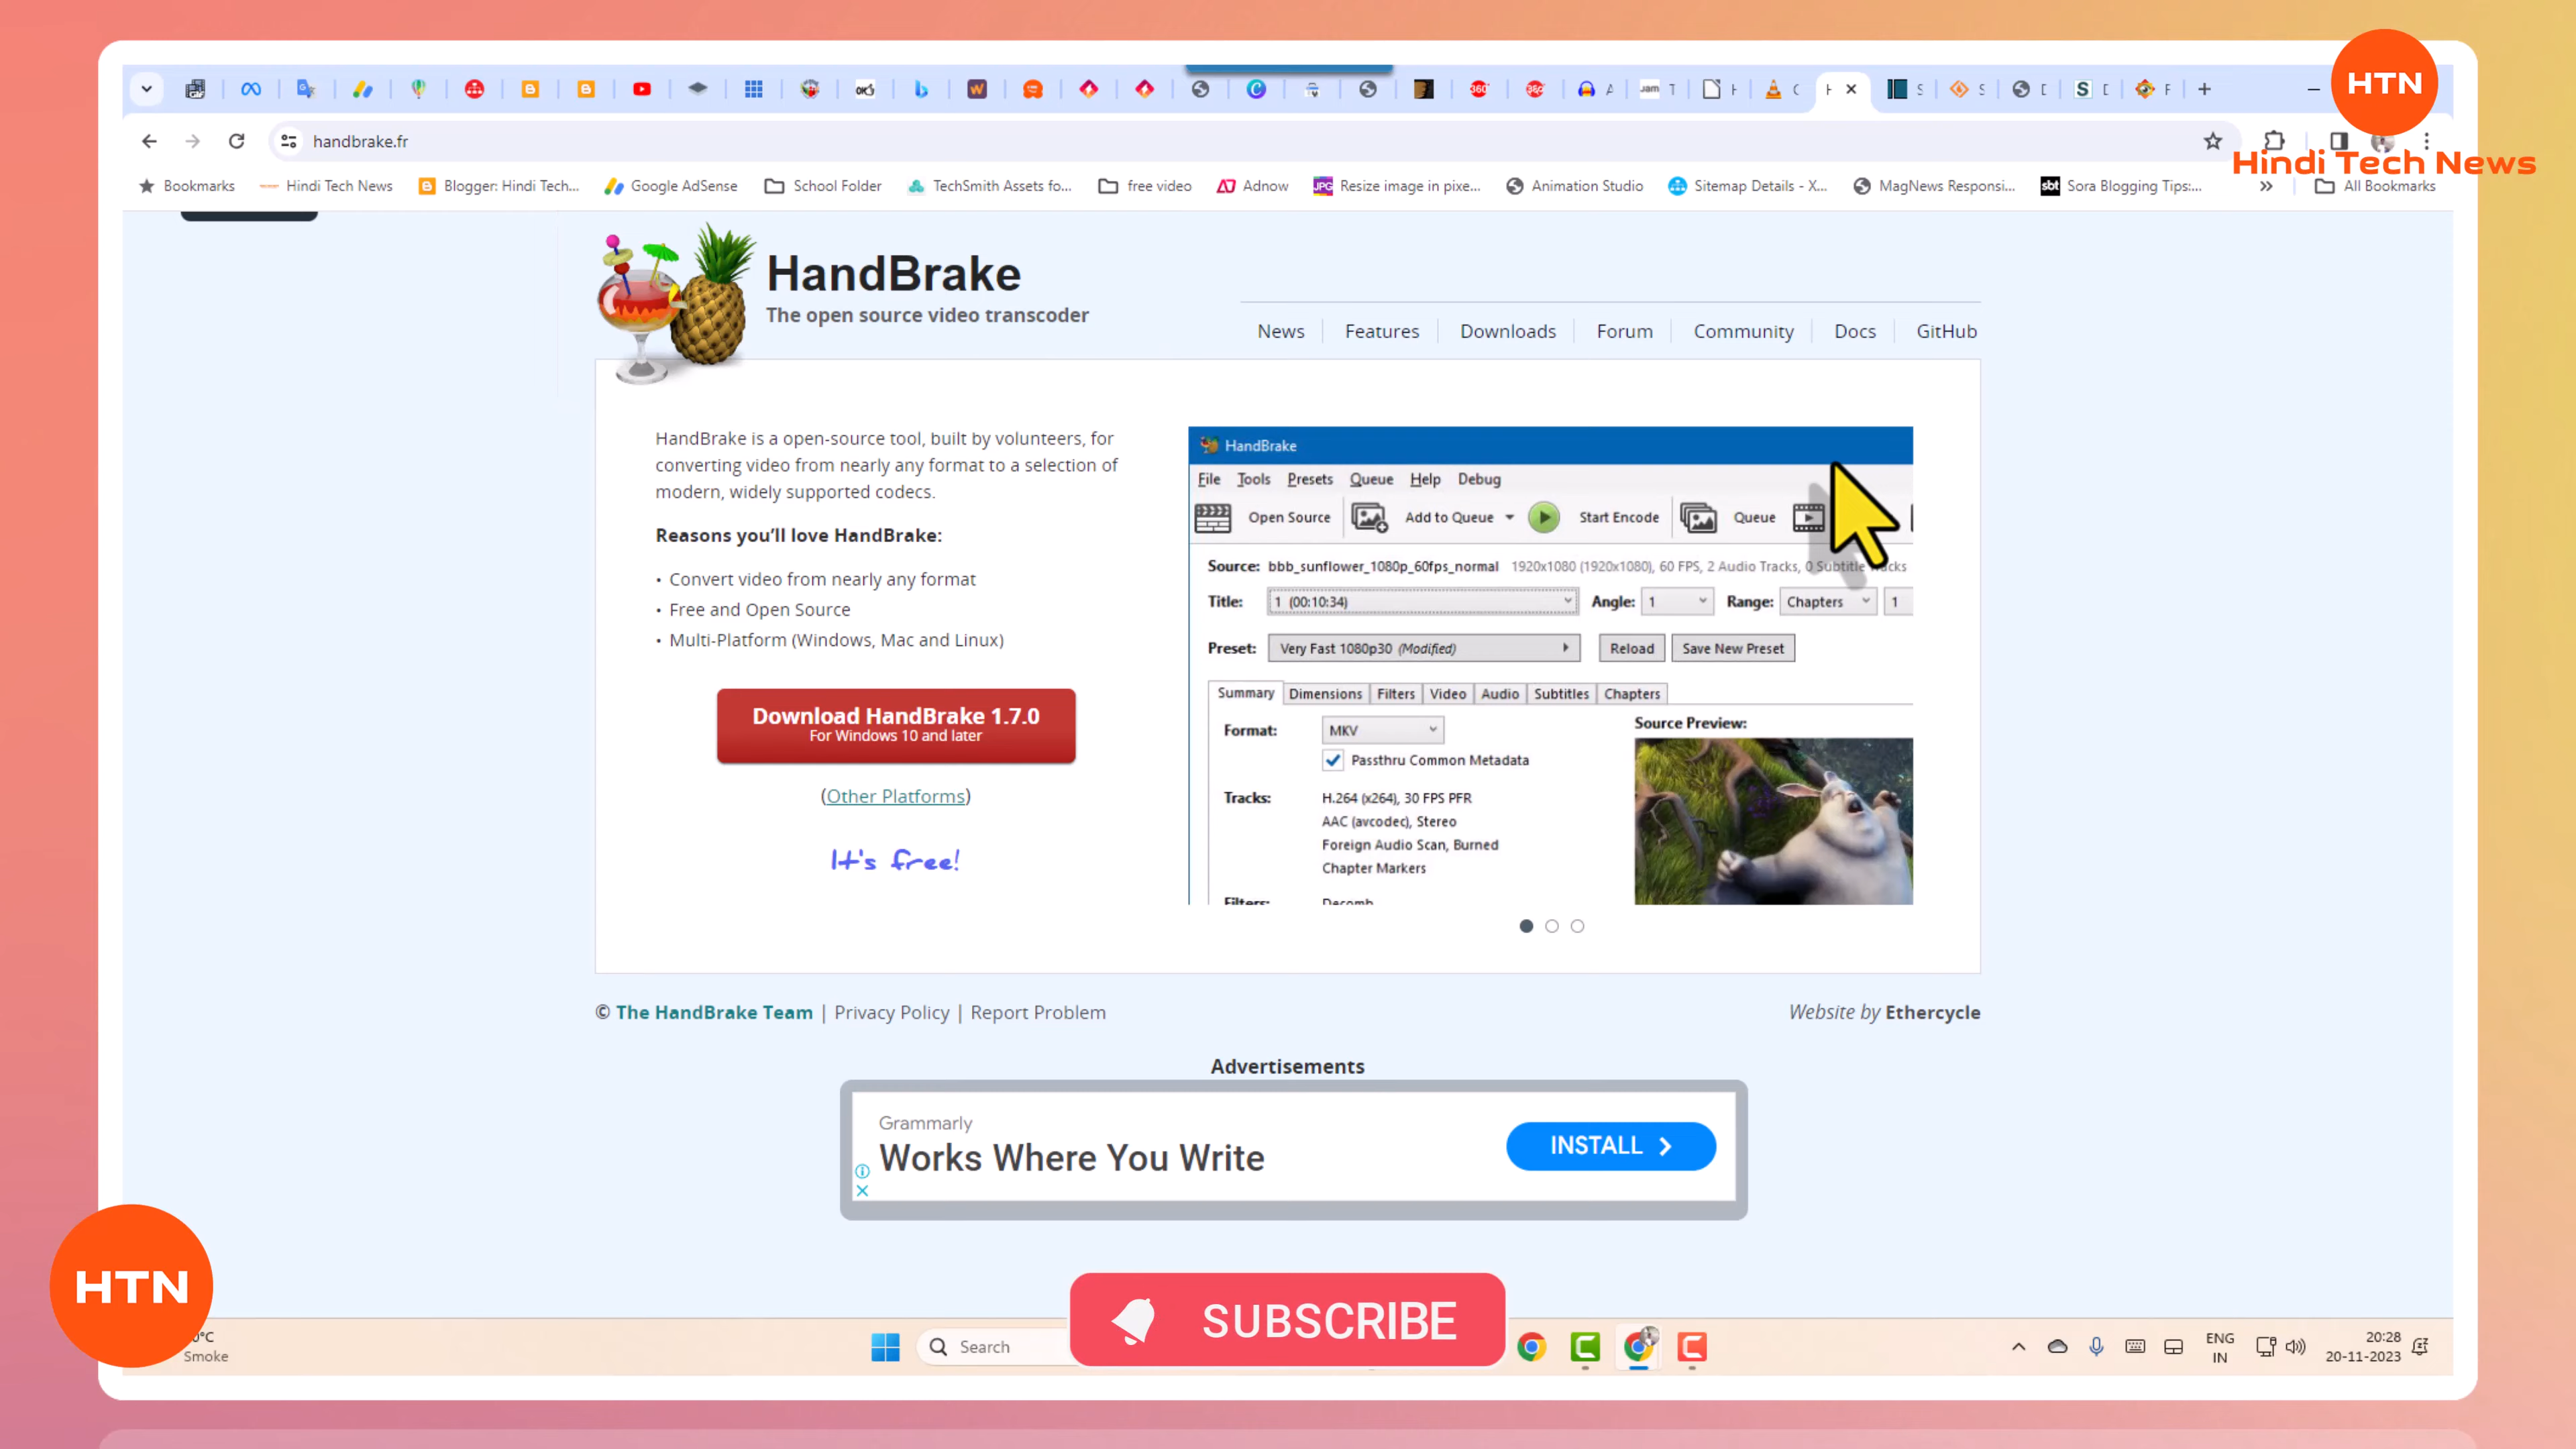 HTN
Hindi Tech News
handbrake.fr
Bookmarks
Hindi Tech News
Blogger: Hindi Tech...
Google AdSense
School Folder
TechSmith Assets fo...
free video
Adnow
Resize image in pixe...
Animation Studio
Sitemap Details - X...
MagNews Responsi...
Sora Blogging Tips:...
All Bookmarks
HandBrake
The open source video transcoder
News
Features
Downloads
Forum
Community
Docs
GitHub
HandBrake is a open-source tool, built by volunteers, for
converting video from nearly any format to a selection of
modern, widely supported codecs.
Reasons you'll love HandBrake:
• Convert video from nearly any format
• Free and Open Source
• Multi-Platform (Windows, Mac and Linux)
Download HandBrake 1.7.0
For Windows 10 and later
(Other Platforms)
It's free!
HandBrake
File Tools Presets Queue Help Debug
Open Source Add to Queue Start Encode Queue
Source: bbb_sunflower_1080p_60fps_normal 1920x1080 (1920x1080), 60 FPS, 2 Audio Tracks, 0 Subtitle Tracks
Title: 1 (00:10:34) Angle: 1 Range: Chapters 1
Preset: Very Fast 1080p30 (Modified) Reload Save New Preset
Summary Dimensions Filters Video Audio Subtitles Chapters
Format: MKV
Source Preview:
Passthru Common Metadata
Tracks: H.264 (x264), 30 FPS PFR
AAC (avcodec), Stereo
Foreign Audio Scan, Burned
Chapter Markers
Filters: Decomb
© The HandBrake Team | Privacy Policy | Report Problem
Website by Ethercycle
Advertisements
Grammarly
Works Where You Write
INSTALL
HTN
SUBSCRIBE
0°C
Smoke
Search
ENG
IN
20:28
20-11-2023